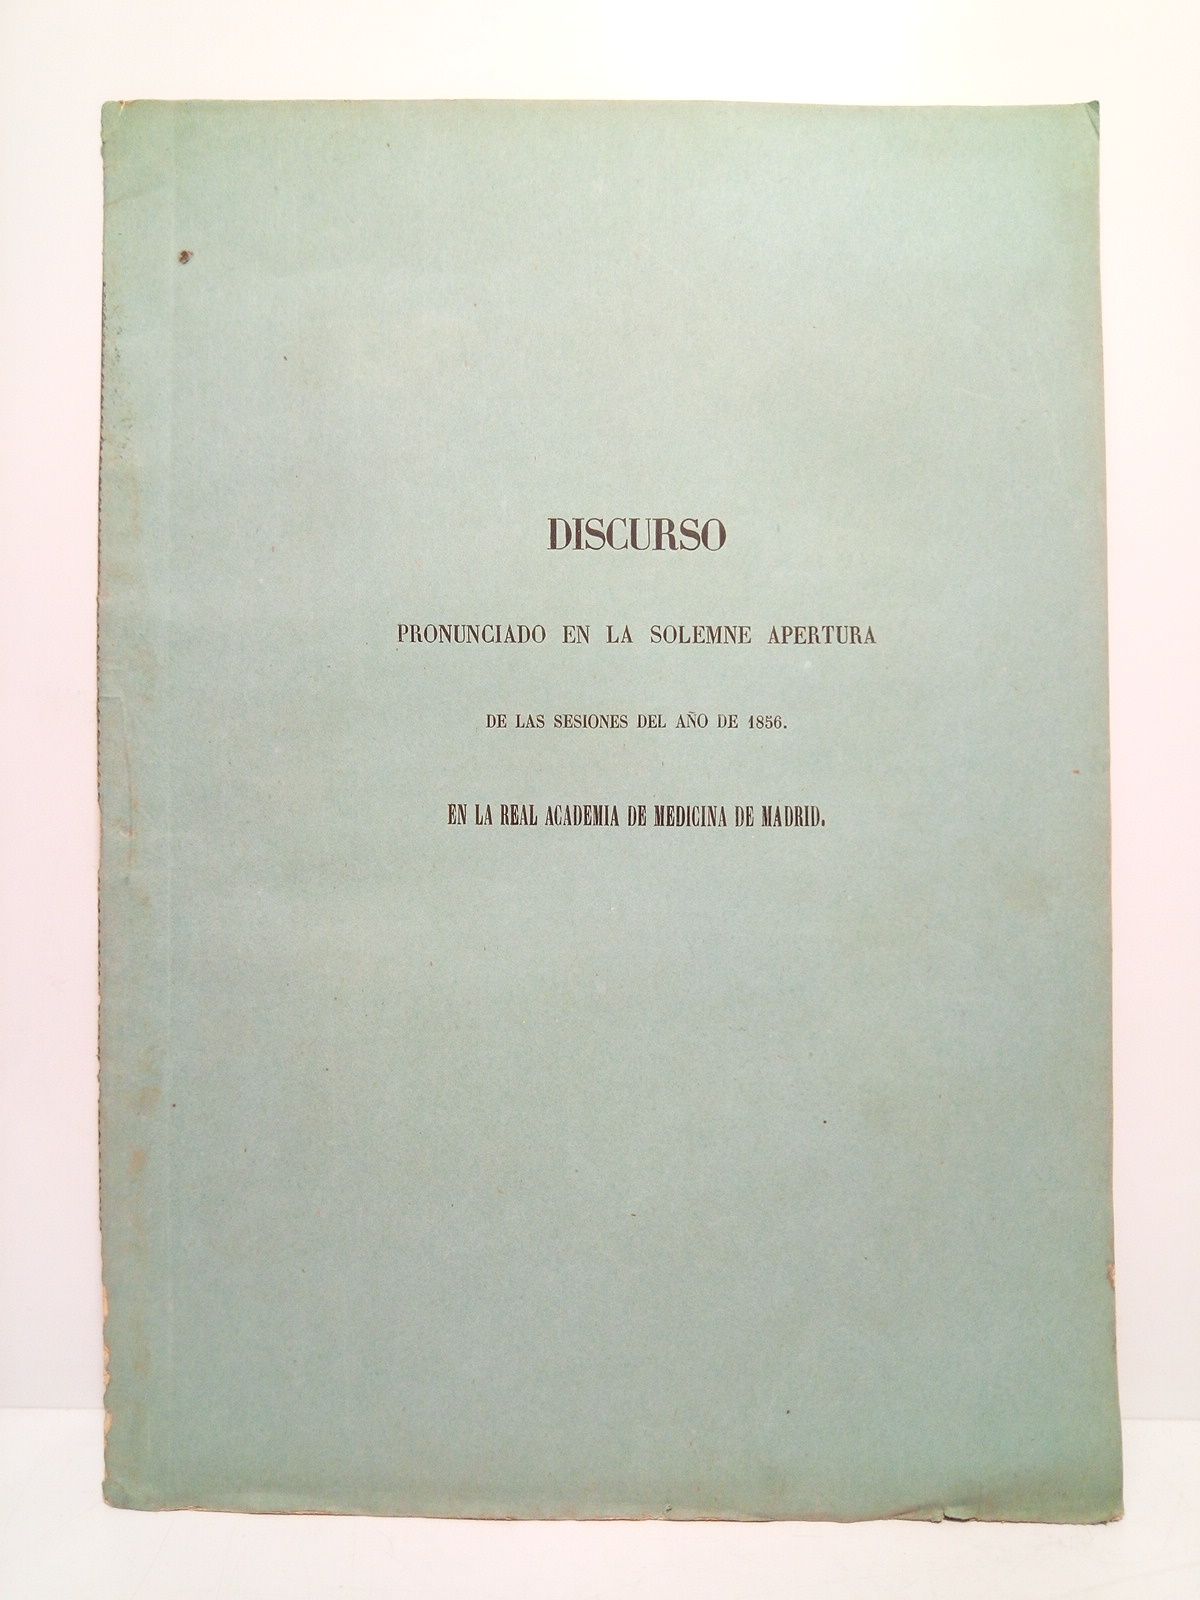 DISCURSO
PRONUNCIADO EN LA SOLEMNE APERTURA
DE LAS SESIONES DEL AÑO DE 1856.
EN LA REAL ACADEMIA DE MEDICINA DE MADRID.